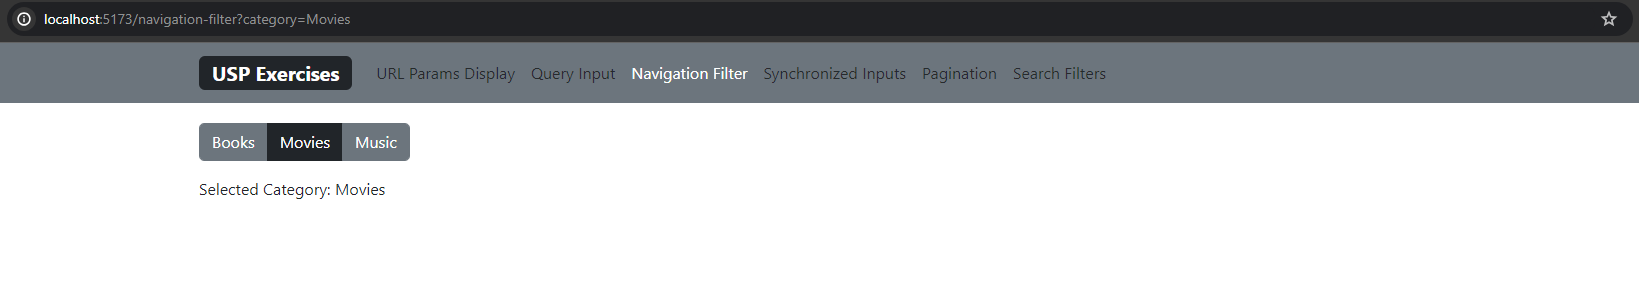 localhost:5173/navigation-filter?category=Movies
USP Exercises URL Params Display Query Input Navigation Filter Synchronized Inputs Pagination Search Filters
Books Movies Music
Selected Category: Movies